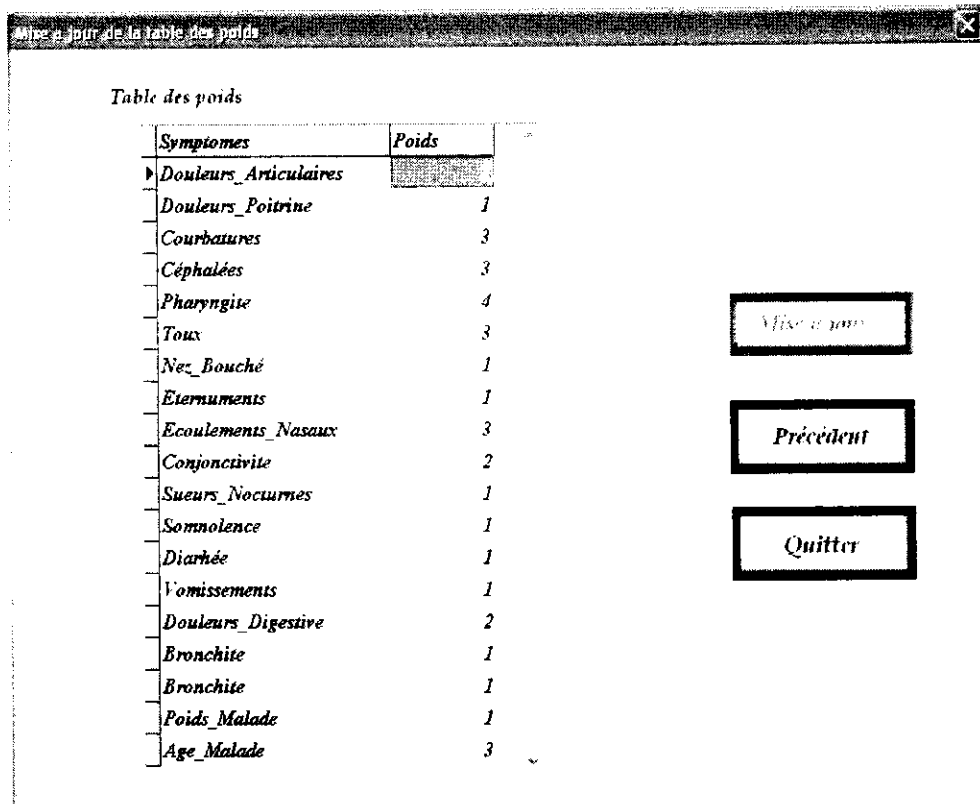 Mise a jour de la table des poids
Table des poids
Symptomes Poids
Douleurs_Articulaires
Douleurs_Poitrine 1
Courbatures 3
Céphalées 3
Pharyngite 4
Toux 3
Nez_Bouché 1
Eternuments 1
Ecoulements_Nasaux 3
Conjonctivite 2
Sueurs_Nocturnes 1
Somnolence 1
Diarhée 1
Vomissements 1
Douleurs_Digestive 2
Bronchite 1
Bronchite 1
Poids_Malade 1
Age_Malade 3
Mise a jour
Précédent
Quitter